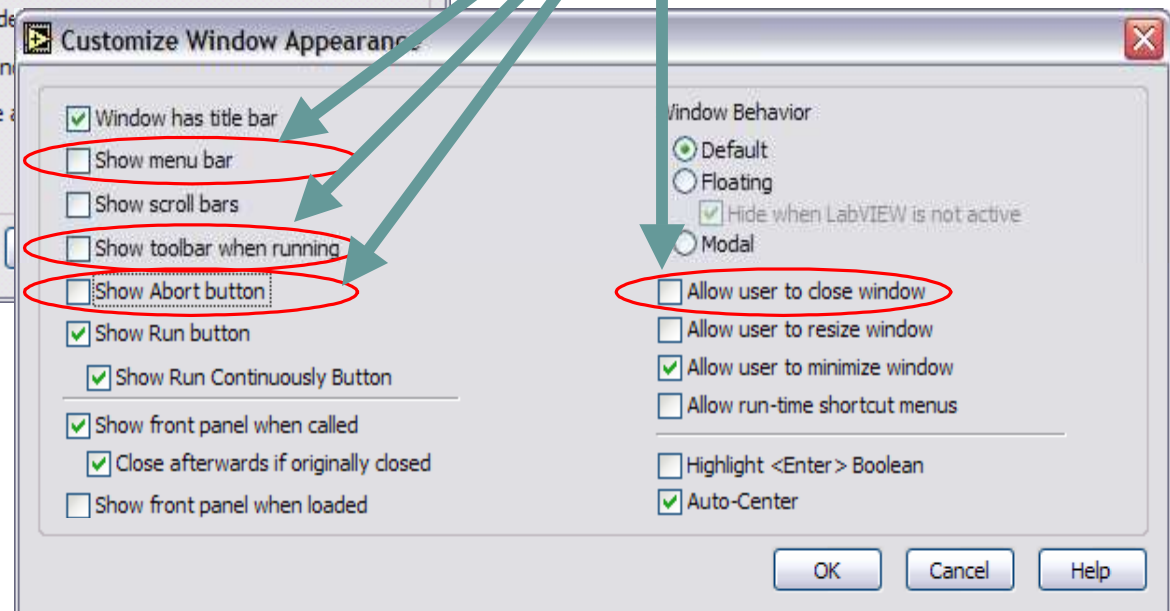 Customize Window Appearance
Window has title bar
Show menu bar
Show scroll bars
Show toolbar when running
Show Abort button
Show Run button
Show Run Continuously Button
Show front panel when called
Close afterwards if originally closed
Show front panel when loaded
Window Behavior
Default
Floating
Hide when LabVIEW is not active
Modal
Allow user to close window
Allow user to resize window
Allow user to minimize window
Allow run-time shortcut menus
Highlight <Enter> Boolean
Auto-Center
OK
Cancel
Help